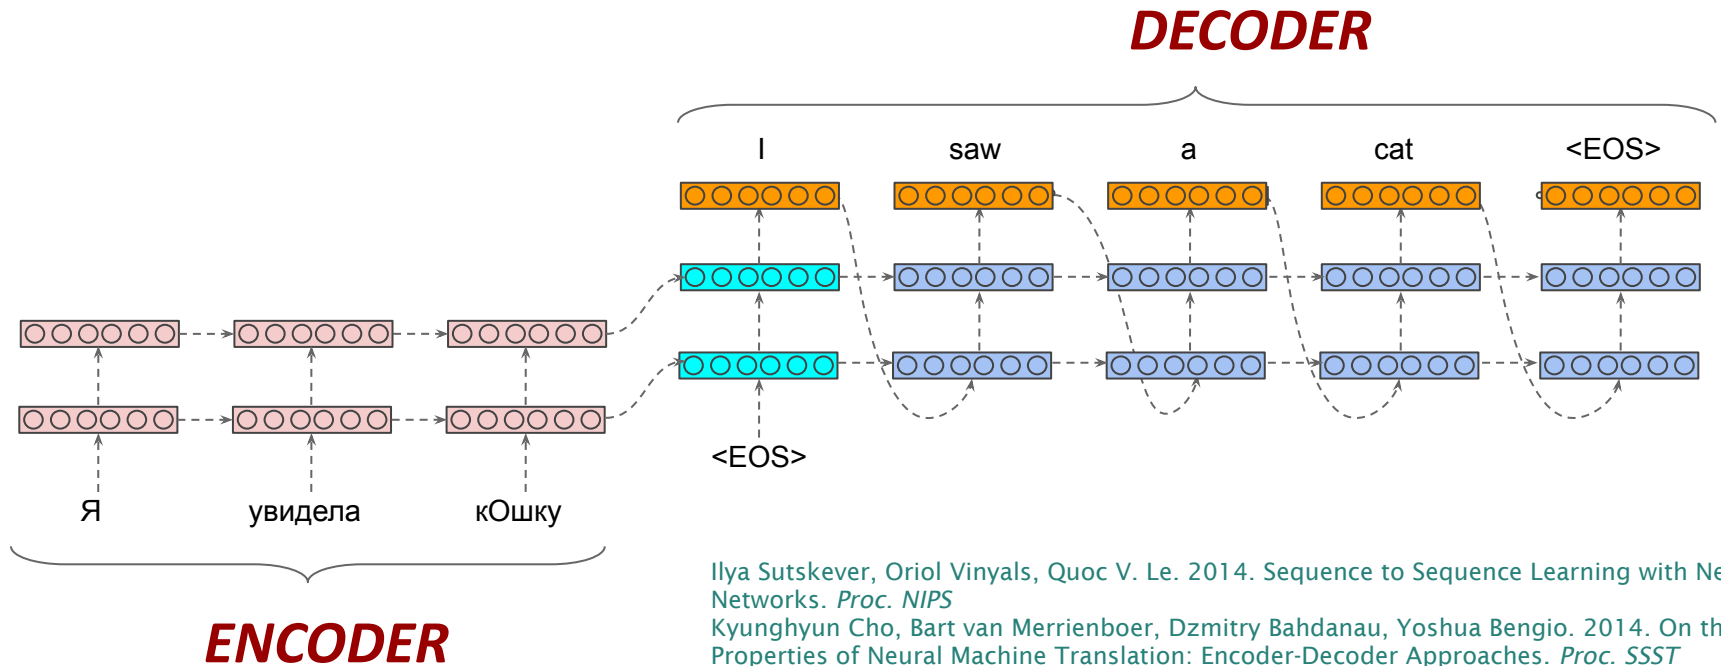 DECODER
I saw a cat <EOS>
<EOS>
Я увидела кОшку
ENCODER
Ilya Sutskever, Oriol Vinyals, Quoc V. Le. 2014. Sequence to Sequence Learning with Ne
Networks. Proc. NIPS
Kyunghyun Cho, Bart van Merrienboer, Dzmitry Bahdanau, Yoshua Bengio. 2014. On th
Properties of Neural Machine Translation: Encoder-Decoder Approaches. Proc. SSST